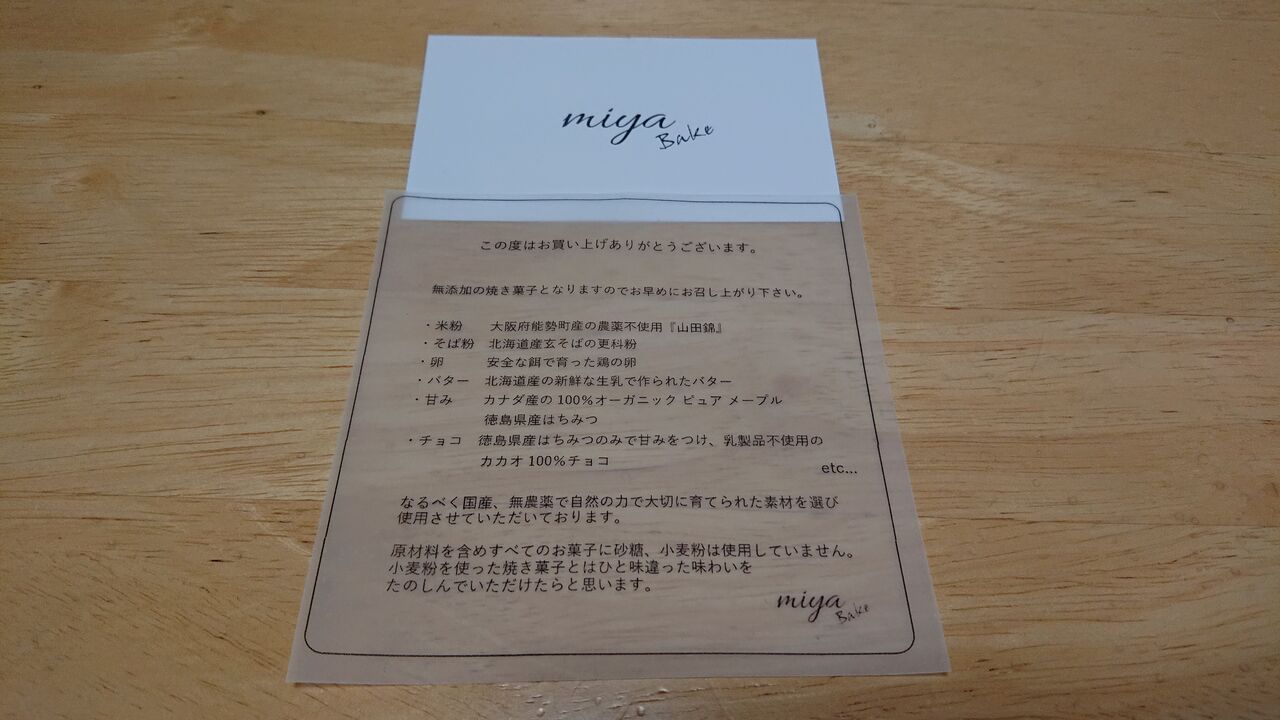 miya
Bake
この度はお買い上げありがとうございます。
無添加の焼き菓子となりますのでお早めにお召し上がり下さい。
・米粉 大阪府能勢町産の農薬不使用『山田錦』
・そば粉 北海道産玄そばの更科粉
・卵 安全な餌で育った鶏の卵
・バター 北海道産の新鮮な生乳で作られたバター
・甘み カナダ産の100%オーガニック ピュア メープル
徳島県産はちみつ
・チョコ 徳島県産はちみつのみで甘みをつけ、乳製品不使用の
カカオ100%チョコ
etc...
なるべく国産、無農薬で自然の力で大切に育てられた素材を選び
使用させていただいております。
原材料を含めすべてのお菓子に砂糖、小麦粉は使用していません。
小麦粉を使った焼き菓子とはひと味違った味わいを
たのしんでいただけたらと思います。
miya
Bake